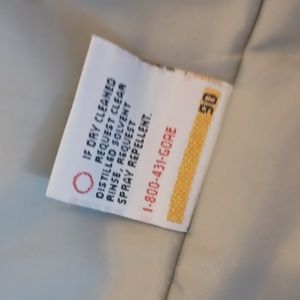 IF DRY CLEANED
REQUEST CLEAR
DISTILLED SOLVENT
RINSE, REQUEST
SPRAY REPELLENT.
1-800-431-GORE